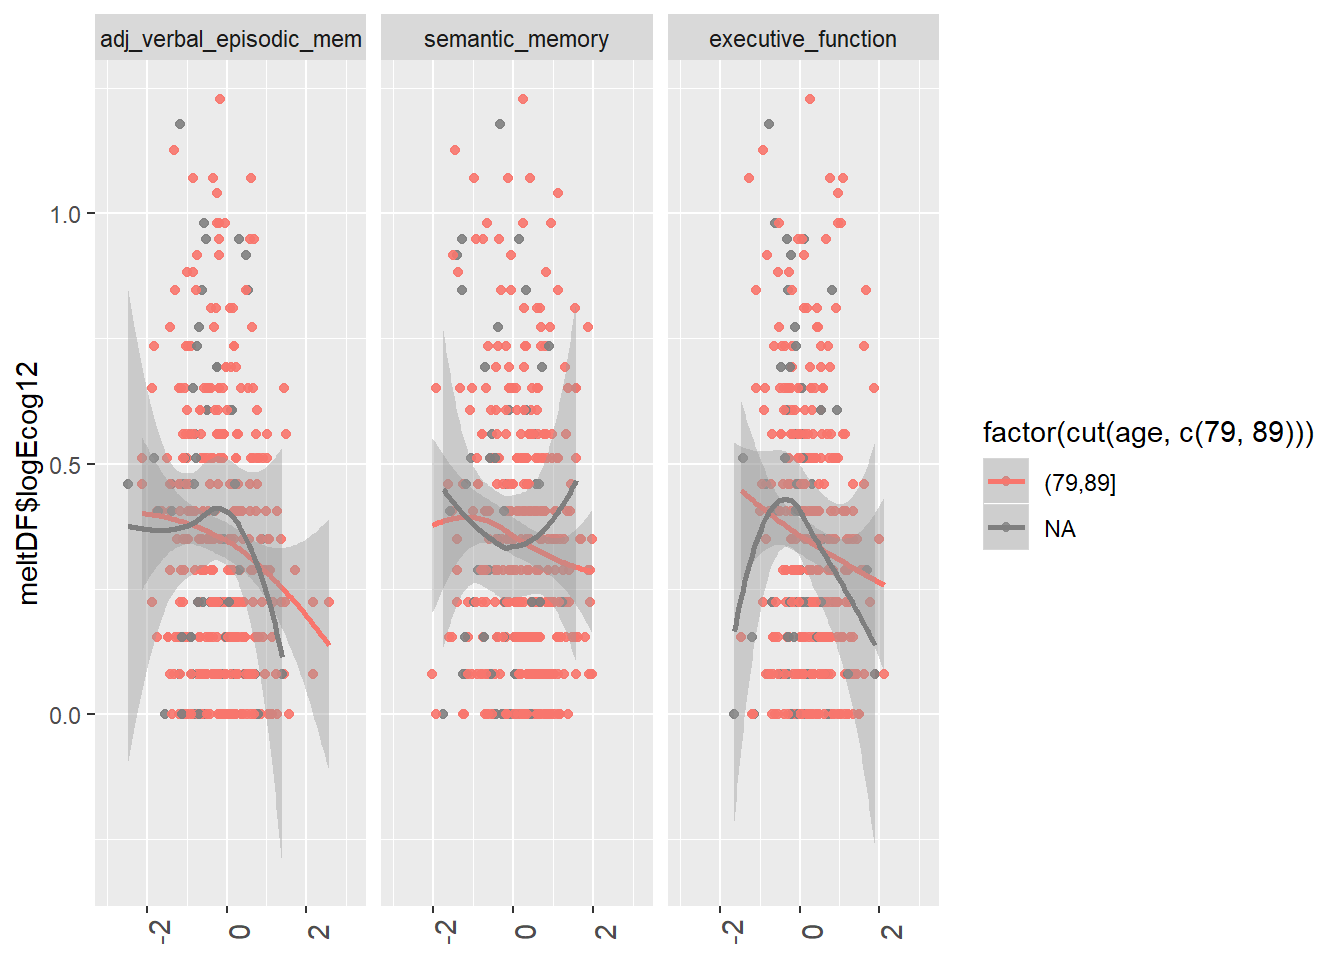 adj_verbal_episodic_mem
semantic_memory
executive_function
meltDF$logEcog12
1.0
0.5
0.0
-2
0
2
-2
0
2
-2
0
2
factor(cut(age, c(79, 89)))
(79,89]
NA